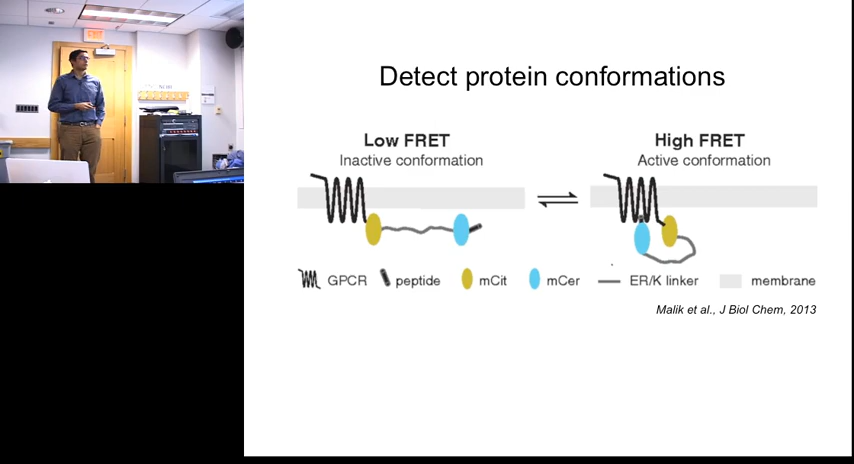 Detect protein conformations
Low FRET
Inactive conformation
High FRET
Active conformation
GPCR peptide mCit mCer ER/K linker membrane
Malik et al., J Biol Chem, 2013